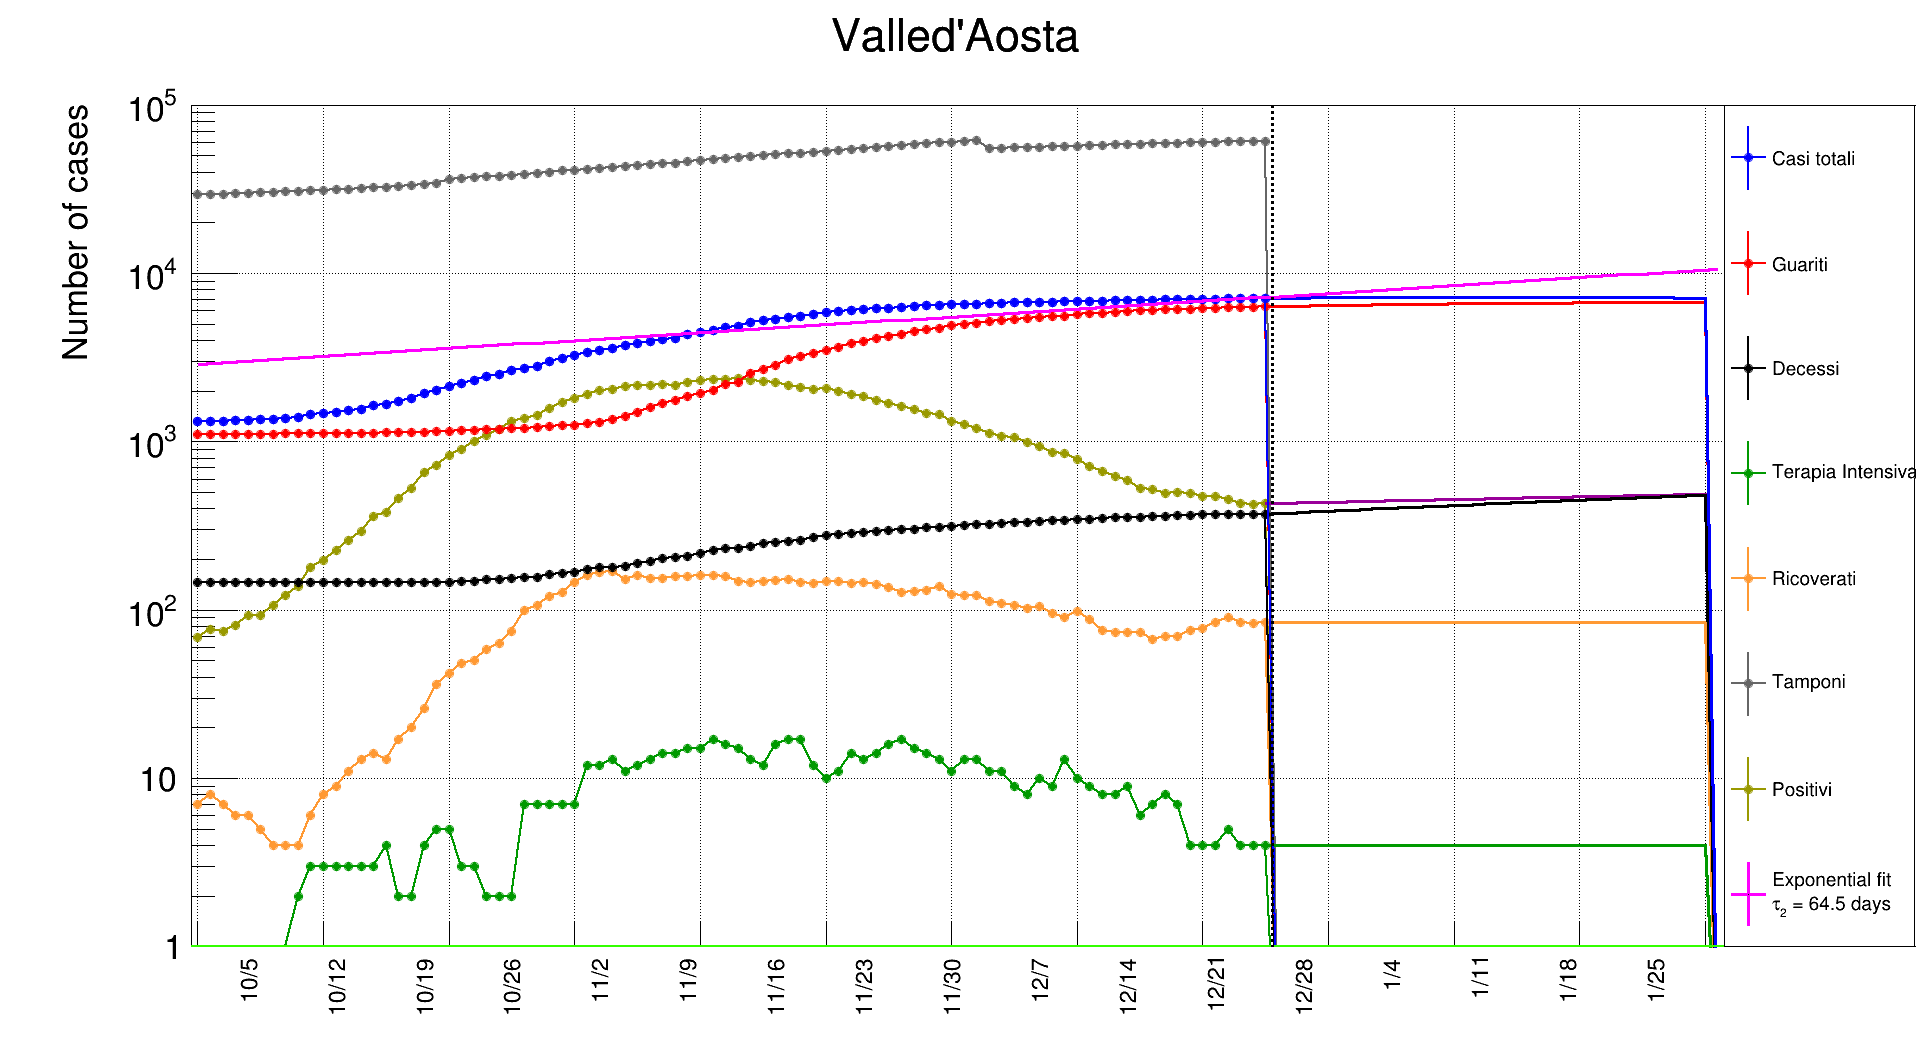 Valled'Aosta
Number of cases
10^5
10^4
10^3
10^2
10
1
10/5
10/12
10/19
10/26
11/2
11/9
11/16
11/23
11/30
12/7
12/14
12/21
12/28
1/4
1/11
1/18
1/25
Casi totali
Guariti
Decessi
Terapia Intensiva
Ricoverati
Tamponi
Positivi
Exponential fit
τ_2 = 64.5 days